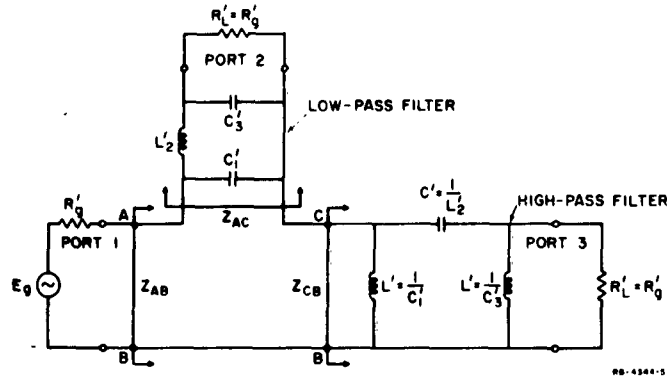 R'L = R'g
PORT 2
C'3
LOW-PASS FILTER
L'2
C'1
ZAC
R'g
A
PORT 1
C
C' = 1/L'2
HIGH-PASS FILTER
PORT 3
Eg
ZAB
ZCB
L' = 1/C'1
L' = 1/C'3
R'L = R'g
B
B
RB-4344-5